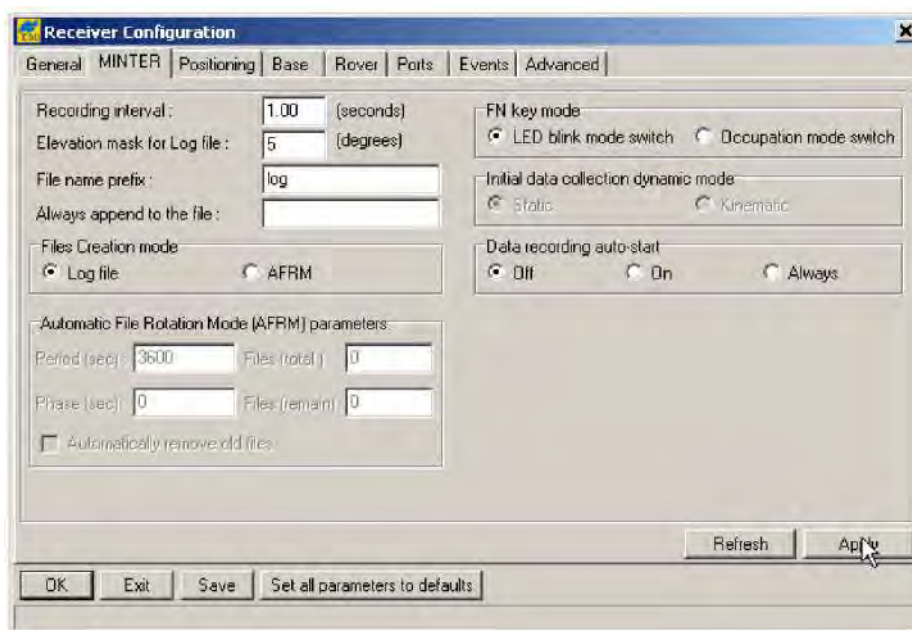 Receiver Configuration
General MINTER Positioning Base Rover Ports Events Advanced
Recording interval : 1.00 (seconds)
Elevation mask for Log file : 5 (degrees)
File name prefix : log
Always append to the file :
Files Creation mode
Log file AFRM
Automatic File Rotation Mode (AFRM) parameters
Period (sec) : 3600 Files (total ) 0
Phase (sec) 0 Files (remain) 0
Automatically remove old files
FN key mode
LED blink mode switch Occupation mode switch
Initial data collection dynamic mode
Static Kinematic
Data recording auto-start
Off On Always
Refresh Apply
OK Exit Save Set all parameters to defaults